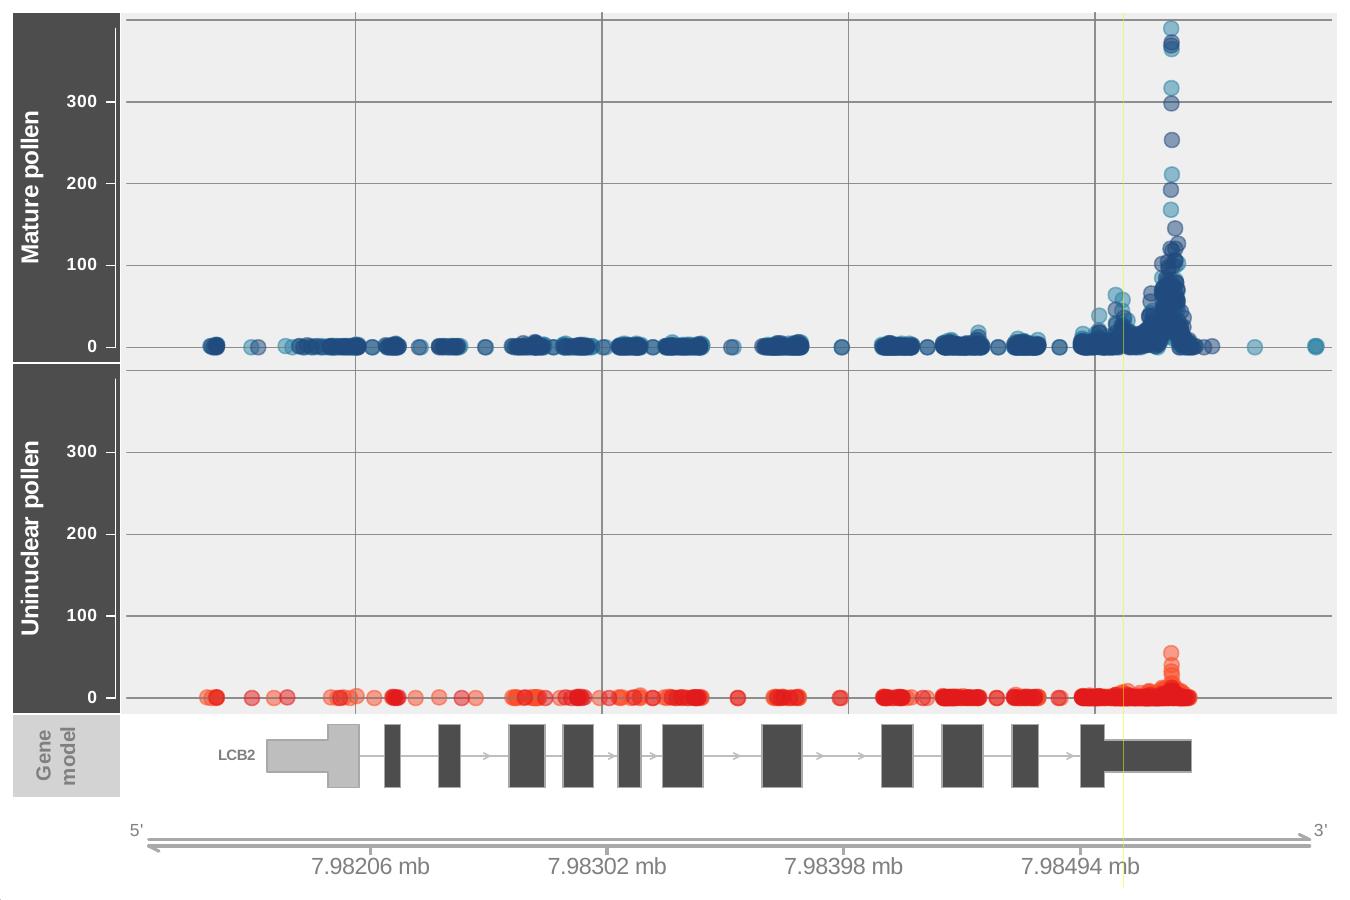 Mature pollen
300
200
100
0
Uninuclear pollen
300
200
100
0
Gene
model
LCB2
5'
3'
7.98206 mb
7.98302 mb
7.98398 mb
7.98494 mb